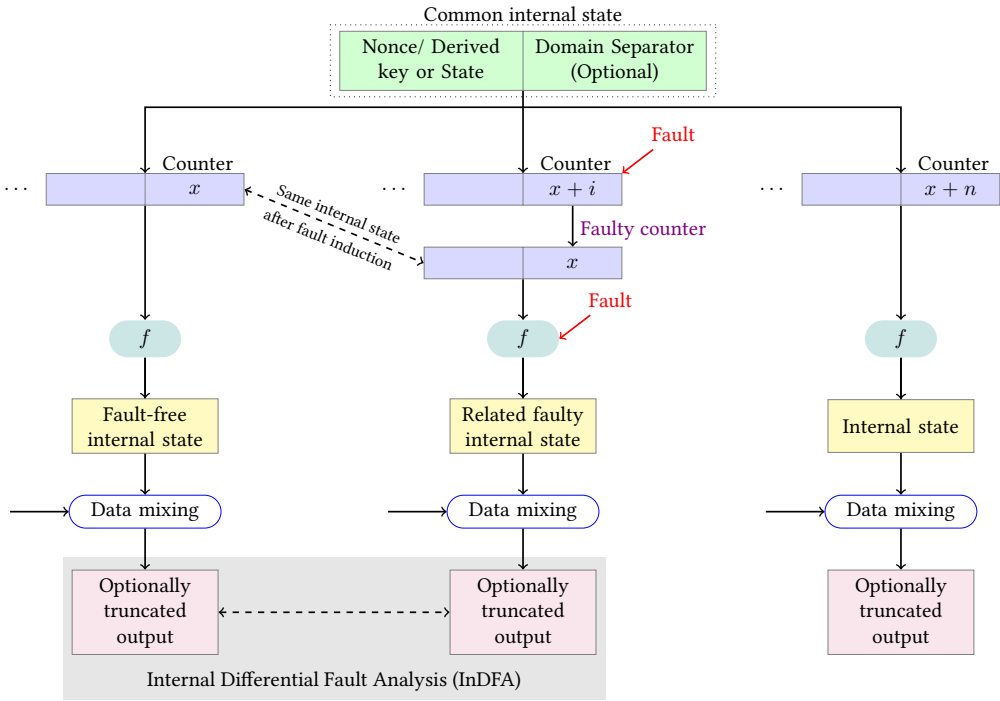 Common internal state
Nonce/ Derived
key or State
Domain Separator
(Optional)
Fault
Counter
Counter
Counter
· · ·
x
· · ·
x + i
· · ·
x + n
Same internal state
after fault induction
Faulty counter
x
Fault
f
f
f
Fault-free
internal state
Related faulty
internal state
Internal state
Data mixing
Data mixing
Data mixing
Optionally
truncated
output
Optionally
truncated
output
Optionally
truncated
output
Internal Differential Fault Analysis (InDFA)